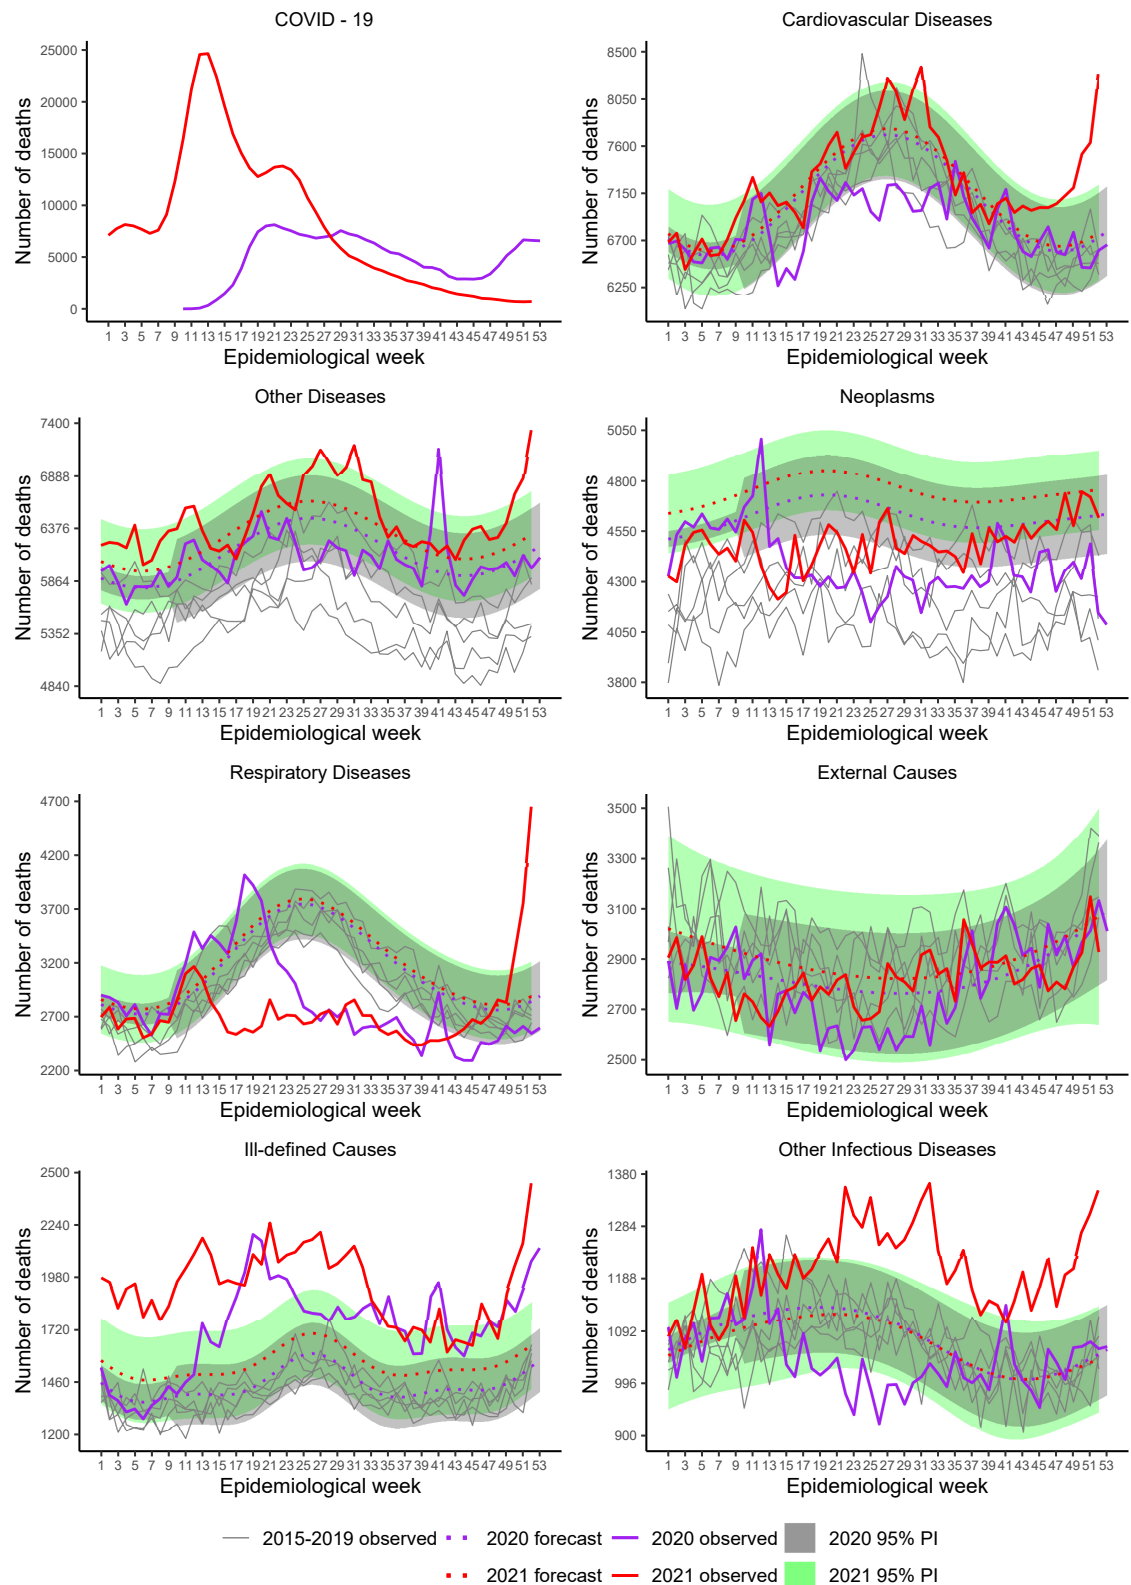 COVID - 19
Number of deaths
25000
20000
15000
10000
5000
0
1 3 5 7 9 11 13 15 17 19 21 23 25 27 29 31 33 35 37 39 41 43 45 47 49 51 53
Epidemiological week
Cardiovascular Diseases
Number of deaths
8500
8050
7600
7150
6700
6250
1 3 5 7 9 11 13 15 17 19 21 23 25 27 29 31 33 35 37 39 41 43 45 47 49 51 53
Epidemiological week
Other Diseases
Number of deaths
7400
6888
6376
5864
5352
4840
1 3 5 7 9 11 13 15 17 19 21 23 25 27 29 31 33 35 37 39 41 43 45 47 49 51 53
Epidemiological week
Neoplasms
Number of deaths
5050
4800
4550
4300
4050
3800
1 3 5 7 9 11 13 15 17 19 21 23 25 27 29 31 33 35 37 39 41 43 45 47 49 51 53
Epidemiological week
Respiratory Diseases
Number of deaths
4700
4200
3700
3200
2700
2200
1 3 5 7 9 11 13 15 17 19 21 23 25 27 29 31 33 35 37 39 41 43 45 47 49 51 53
Epidemiological week
External Causes
Number of deaths
3500
3300
3100
2900
2700
2500
1 3 5 7 9 11 13 15 17 19 21 23 25 27 29 31 33 35 37 39 41 43 45 47 49 51 53
Epidemiological week
Ill-defined Causes
Number of deaths
2500
2240
1980
1720
1460
1200
1 3 5 7 9 11 13 15 17 19 21 23 25 27 29 31 33 35 37 39 41 43 45 47 49 51 53
Epidemiological week
Other Infectious Diseases
Number of deaths
1380
1284
1188
1092
996
900
1 3 5 7 9 11 13 15 17 19 21 23 25 27 29 31 33 35 37 39 41 43 45 47 49 51 53
Epidemiological week
2015-2019 observed 2020 forecast 2020 observed 2020 95% PI
2021 forecast 2021 observed 2021 95% PI